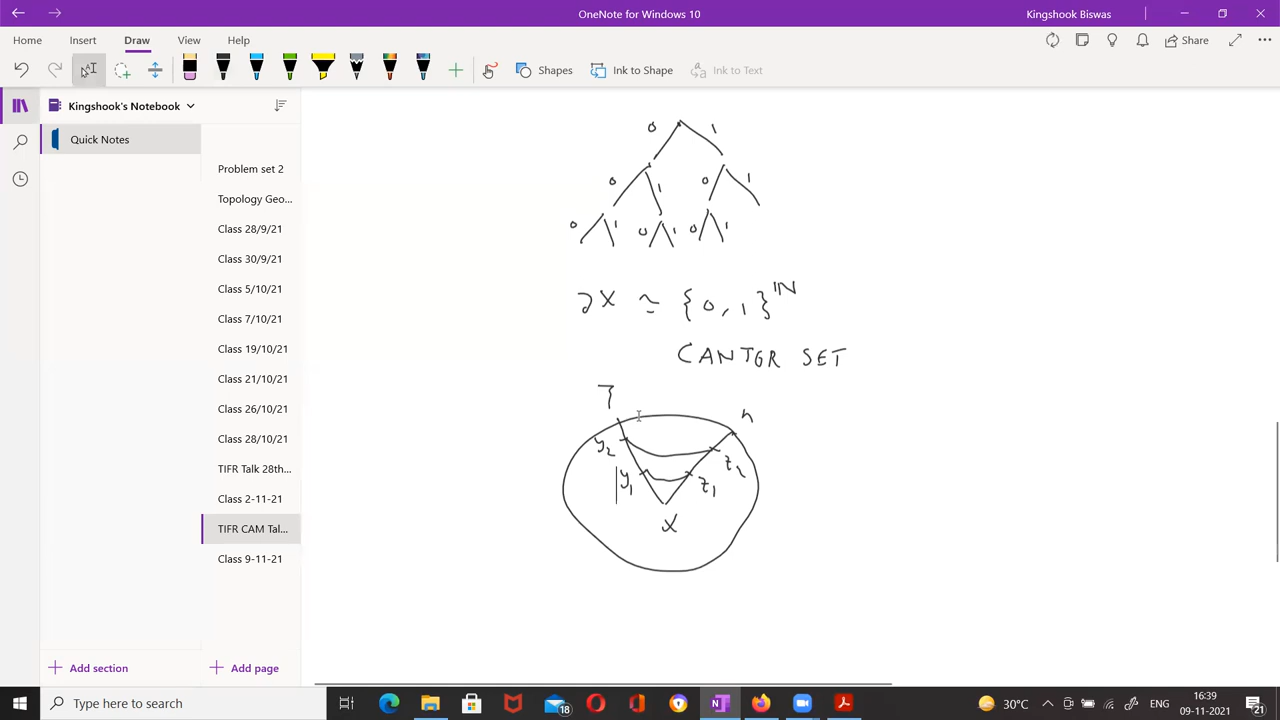 OneNote for Windows 10
Kingshook Biswas
Home Insert Draw View Help
Share
Shapes
Ink to Shape
Ink to Text
Kingshook's Notebook
Quick Notes
Problem set 2
Topology Geo...
Class 28/9/21
Class 30/9/21
Class 5/10/21
Class 7/10/21
Class 19/10/21
Class 21/10/21
Class 26/10/21
Class 28/10/21
TIFR Talk 28th...
Class 2-11-21
TIFR CAM Tal...
Class 9-11-21
Add section
Add page
0 1
0 1 0 1
0 1 0 1 0 1
∂X ≃ {0,1}^ℕ
CANTOR SET
y₂ z₂
y₁ z₁
x
Type here to search
18
30°C
ENG
16:39
09-11-2021
21